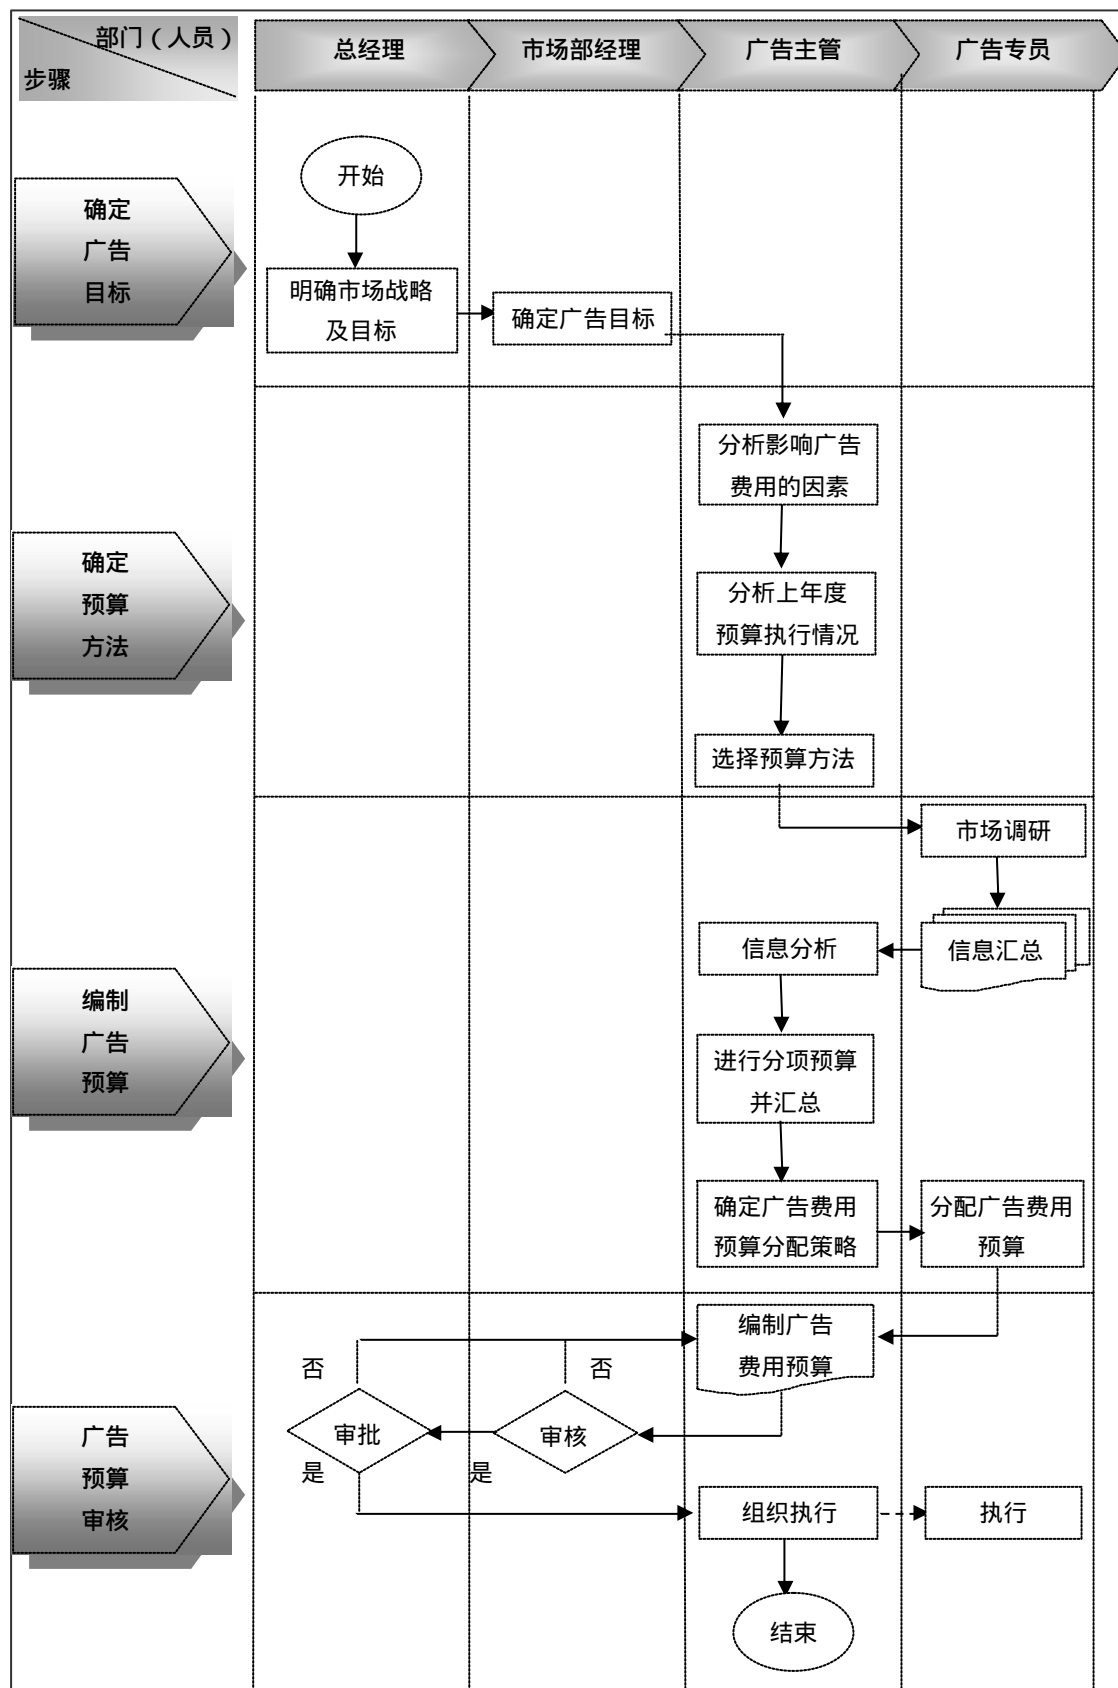 部门（人员）
步骤
总经理
市场部经理
广告主管
广告专员
开始
确定
广告
目标
明确市场战略
及目标
确定广告目标
分析影响广告
费用的因素
确定
预算
方法
分析上年度
预算执行情况
选择预算方法
市场调研
信息分析
信息汇总
编制
广告
预算
进行分项预算
并汇总
确定广告费用
预算分配策略
分配广告费用
预算
编制广告
费用预算
否
否
审批
审核
是
是
广告
预算
审核
组织执行
执行
结束